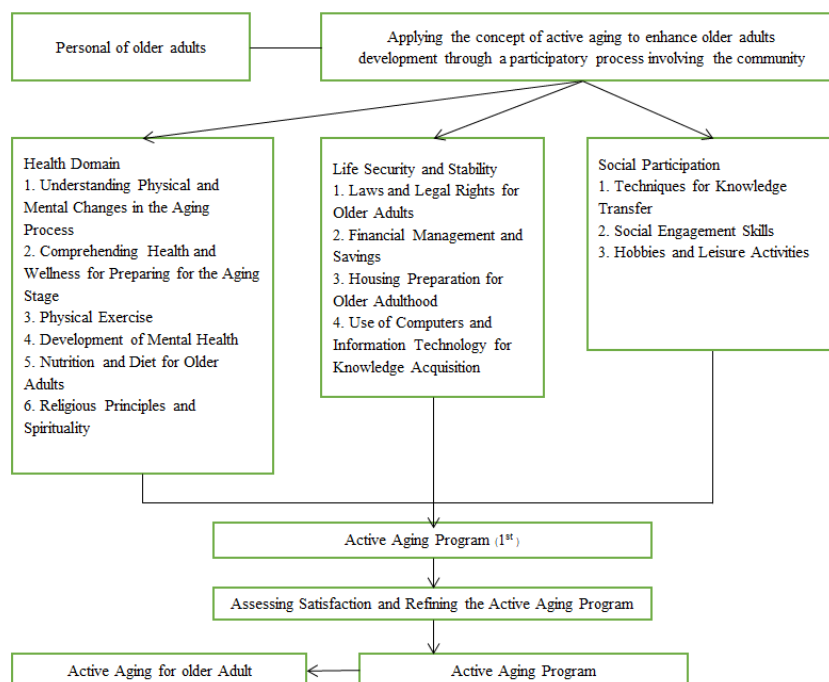 Personal of older adults
Applying the concept of active aging to enhance older adults
development through a participatory process involving the community
Health Domain
1. Understanding Physical and
Mental Changes in the Aging
Process
2. Comprehending Health and
Wellness for Preparing for the Aging
Stage
3. Physical Exercise
4. Development of Mental Health
5. Nutrition and Diet for Older
Adults
6. Religious Principles and
Spirituality
Life Security and Stability
1. Laws and Legal Rights for
Older Adults
2. Financial Management and
Savings
3. Housing Preparation for
Older Adulthood
4. Use of Computers and
Information Technology for
Knowledge Acquisition
Social Participation
1. Techniques for Knowledge
Transfer
2. Social Engagement Skills
3. Hobbies and Leisure Activities
Active Aging Program (1st)
Assessing Satisfaction and Refining the Active Aging Program
Active Aging for older Adult
Active Aging Program